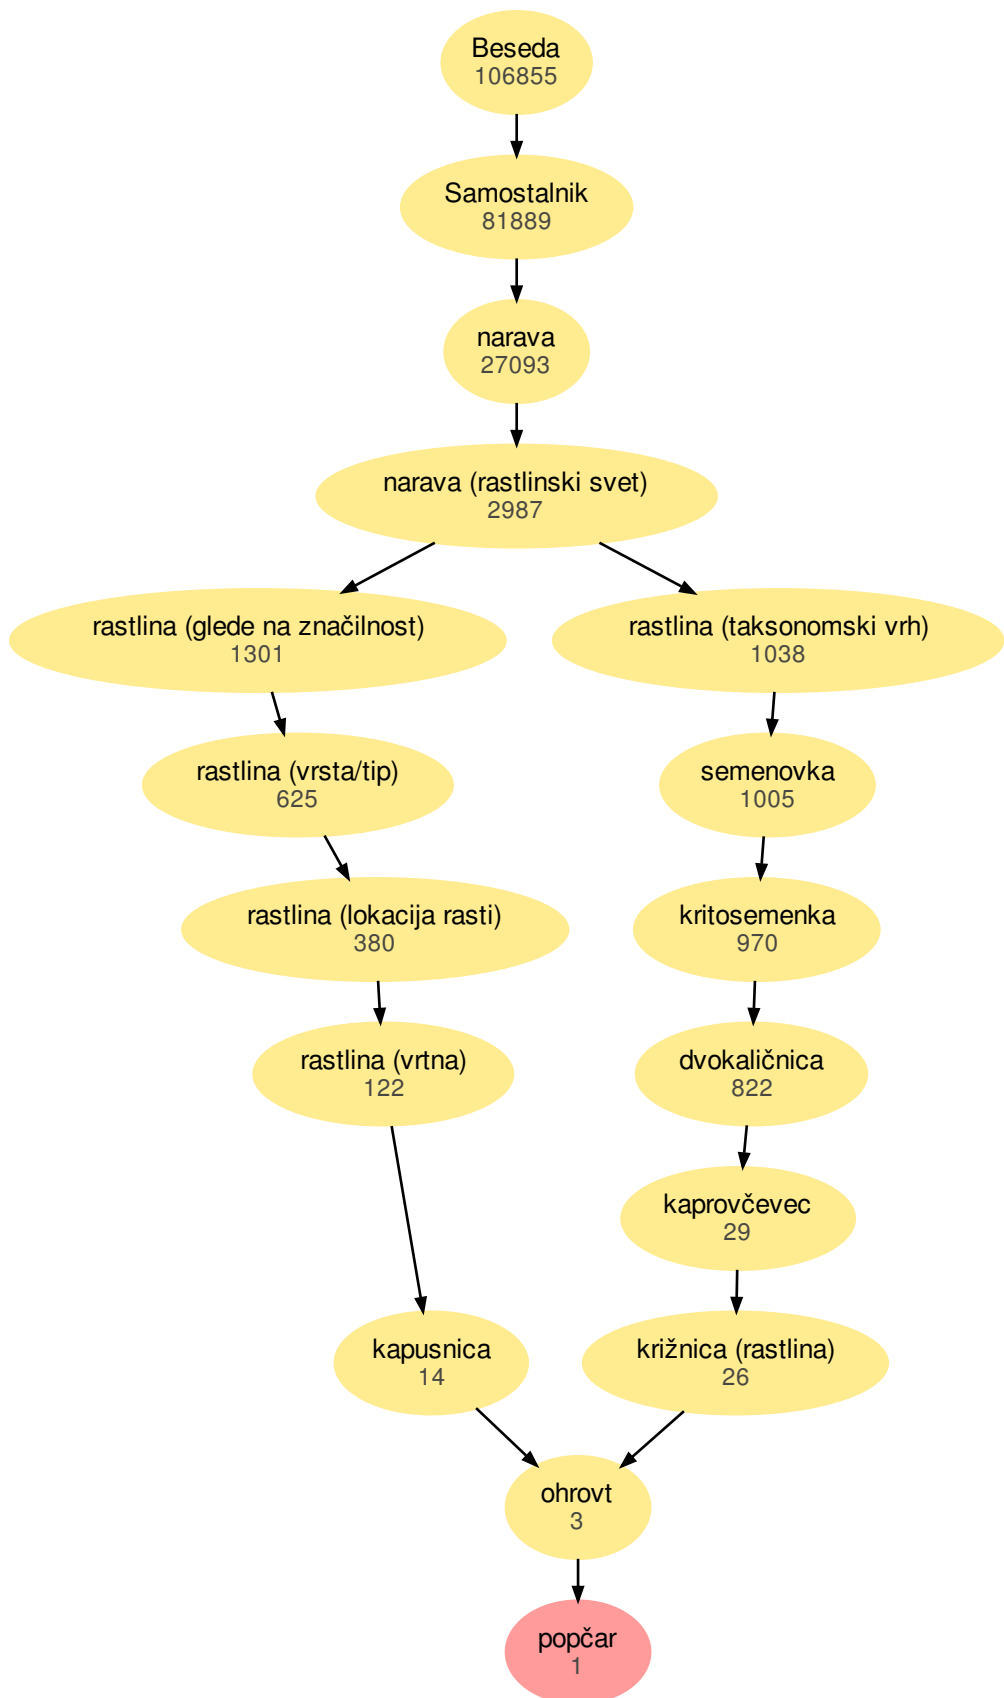 Beseda
106855
Samostalnik
81889
narava
27093
narava (rastlinski svet)
2987
rastlina (glede na značilnost)
1301
rastlina (taksonomski vrh)
1038
rastlina (vrsta/tip)
625
semenovka
1005
rastlina (lokacija rasti)
380
kritosemenka
970
rastlina (vrtna)
122
dvokaličnica
822
kaprovčevec
29
kapusnica
14
križnica (rastlina)
26
ohrovt
3
popčar
1